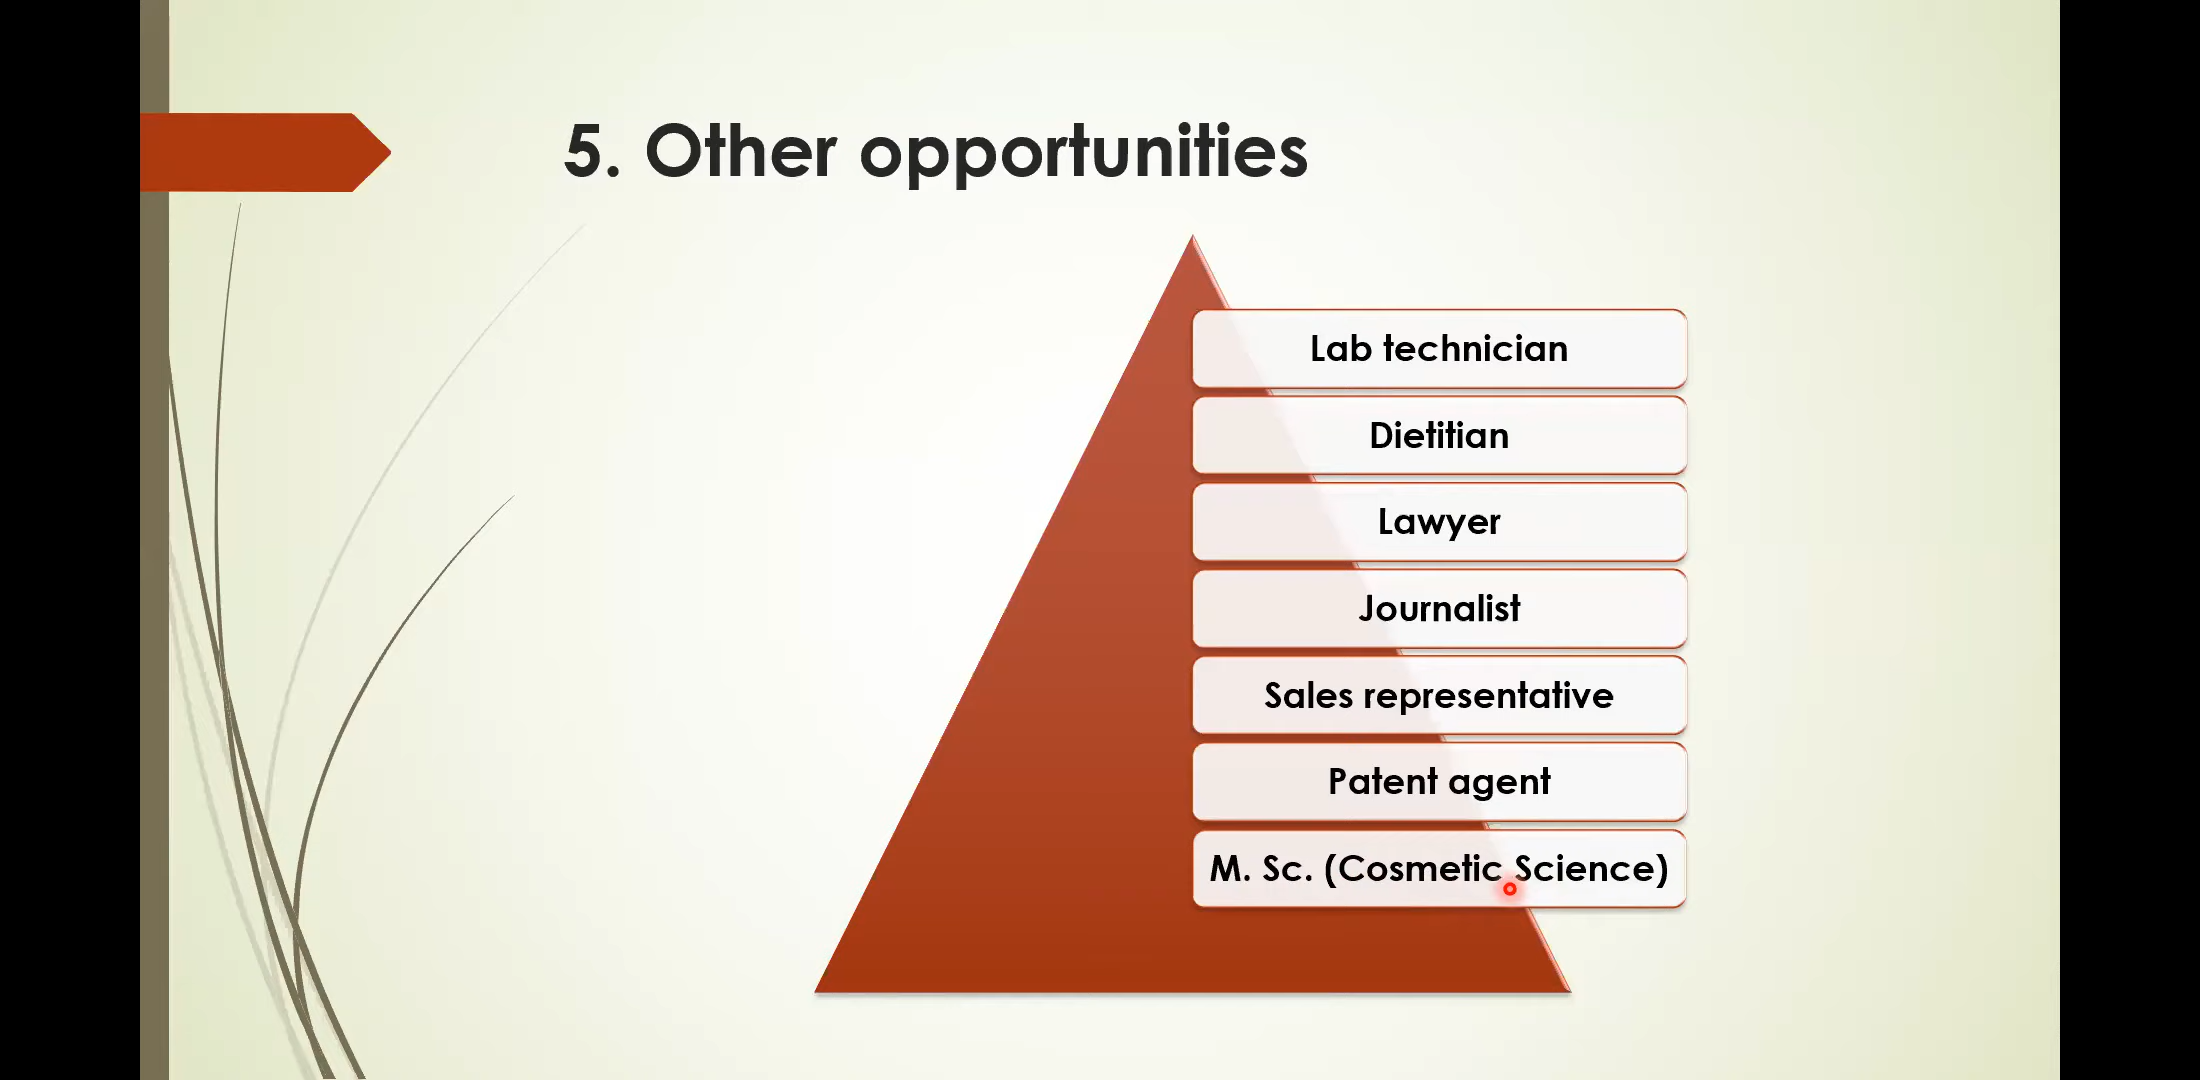 5. Other opportunities
Lab technician
Dietitian
Lawyer
Journalist
Sales representative
Patent agent
M. Sc. (Cosmetic Science)